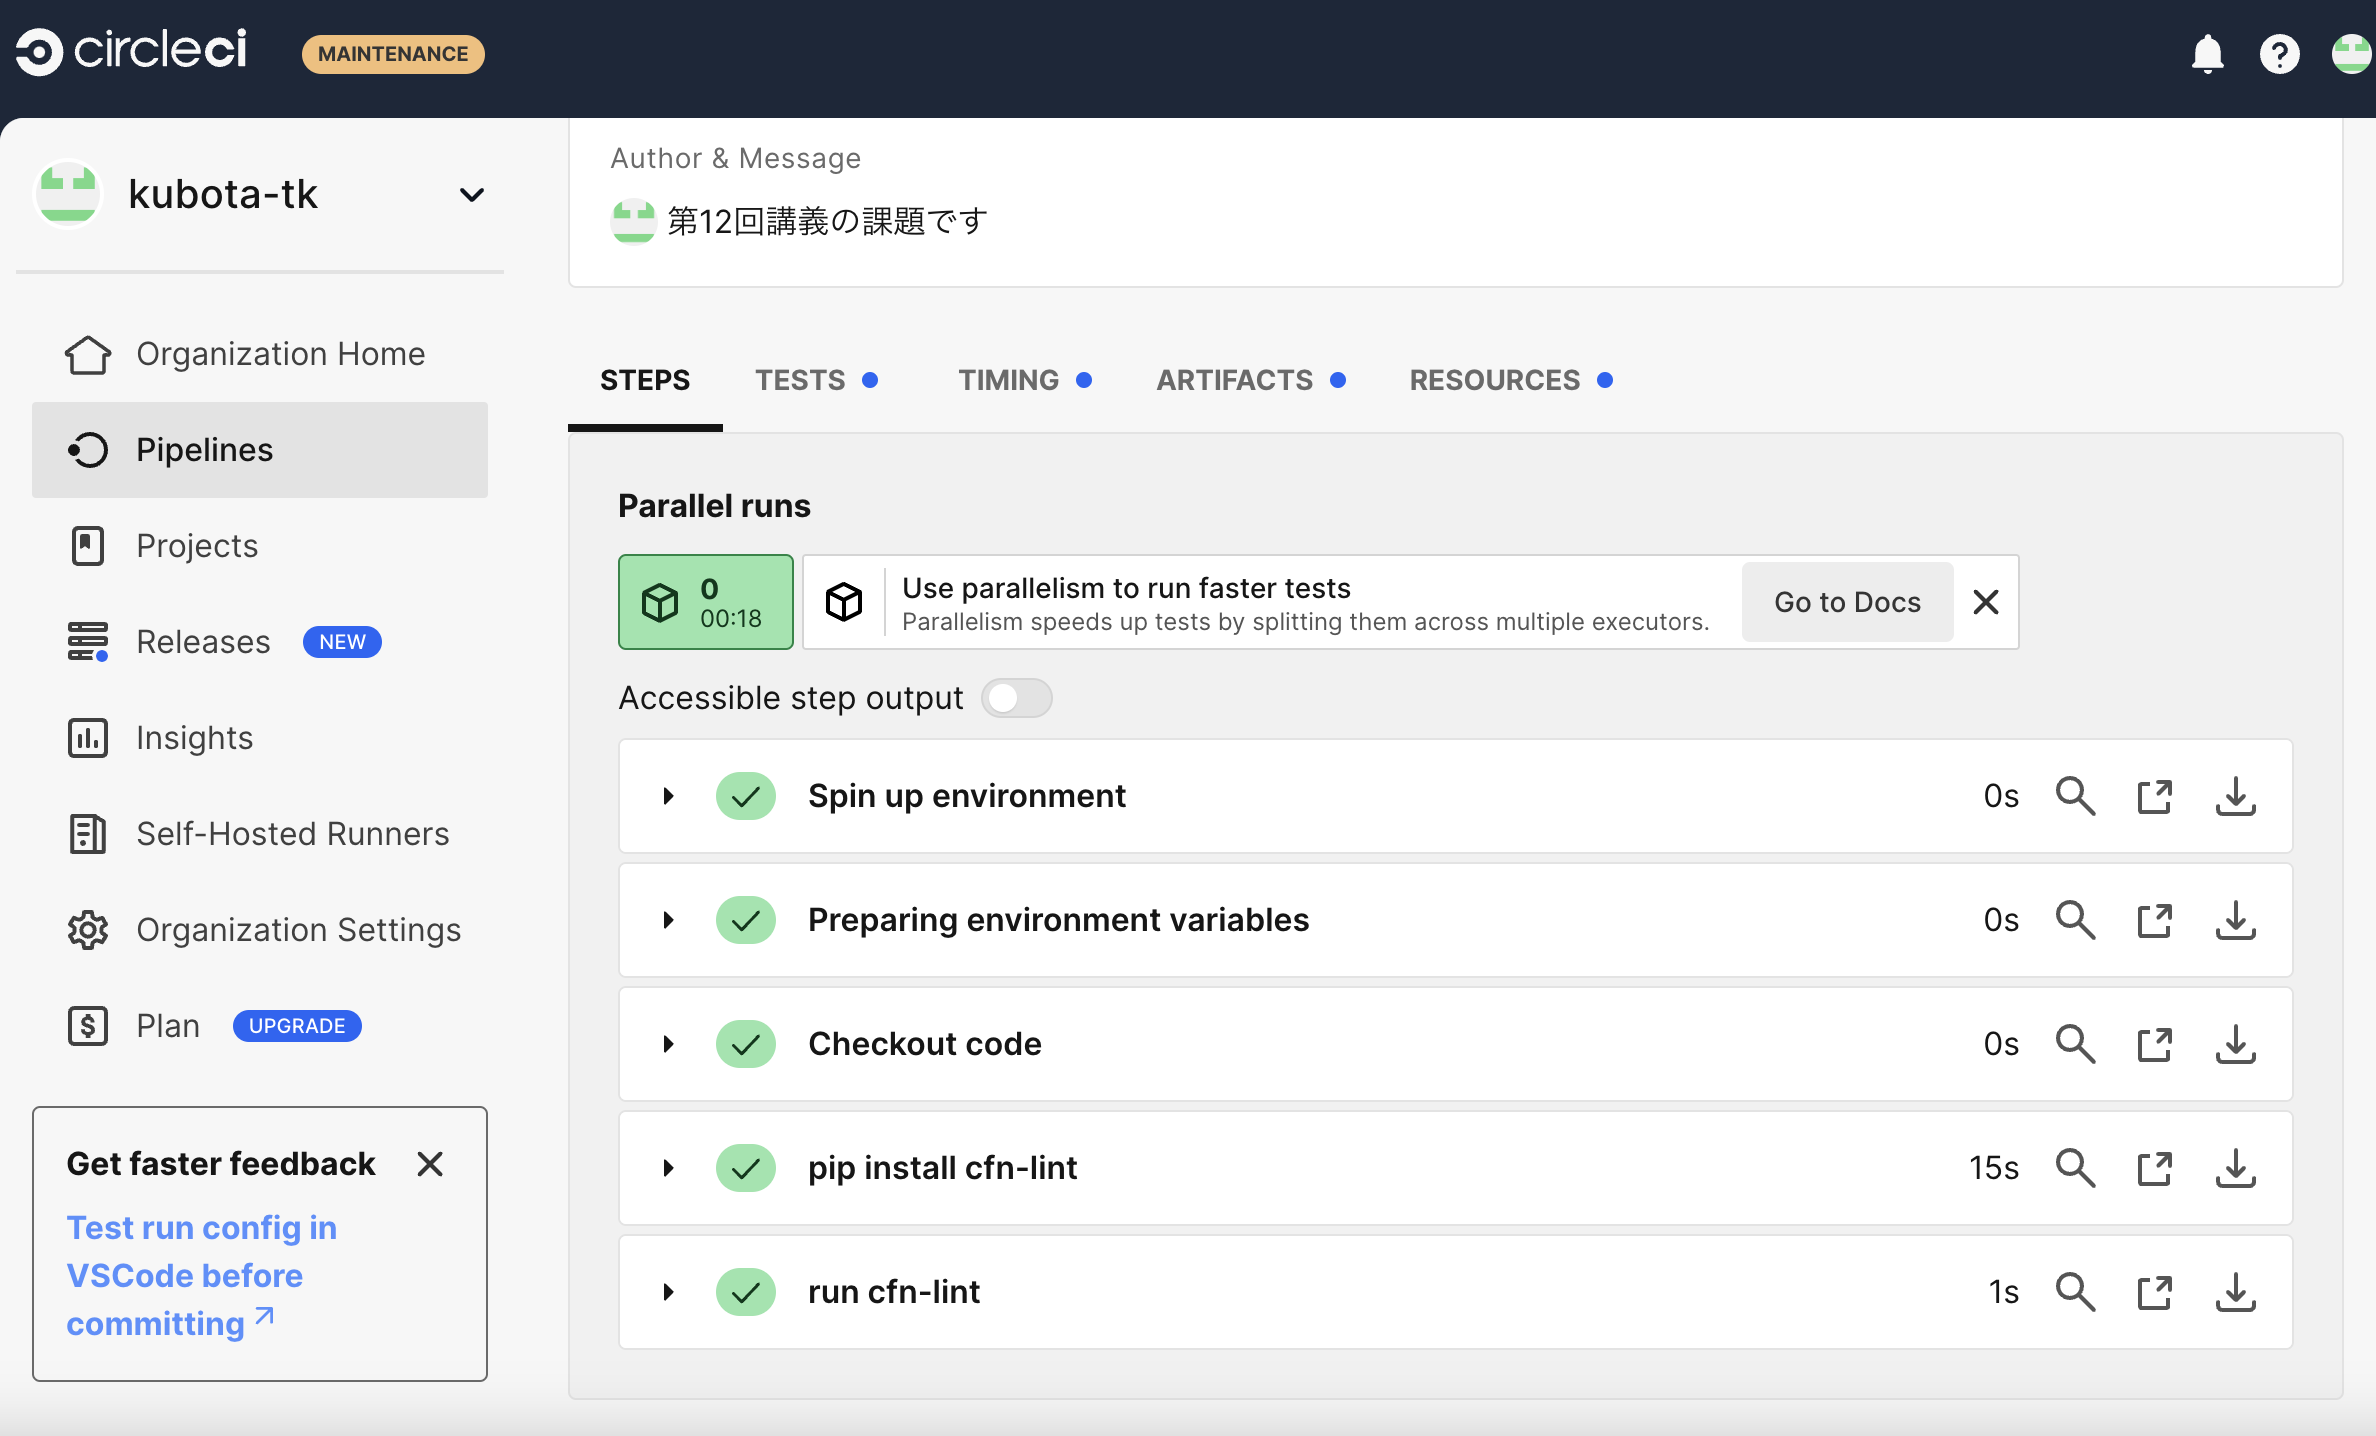 circleci MAINTENANCE
kubota-tk
Organization Home
Pipelines
Projects
Releases NEW
Insights
Self-Hosted Runners
Organization Settings
Plan UPGRADE
Get faster feedback
Test run config in
VSCode before
committing
Author & Message
第12回講義の課題です
STEPS TESTS TIMING ARTIFACTS RESOURCES
Parallel runs
0
00:18
Use parallelism to run faster tests
Parallelism speeds up tests by splitting them across multiple executors.
Go to Docs
Accessible step output
Spin up environment 0s
Preparing environment variables 0s
Checkout code 0s
pip install cfn-lint 15s
run cfn-lint 1s